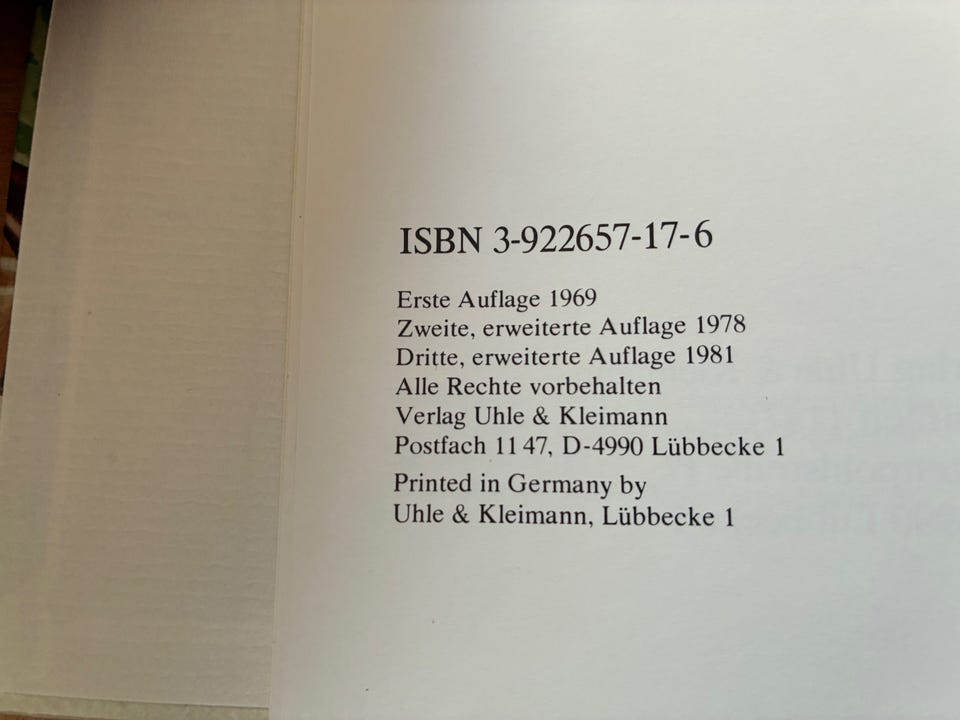 ISBN 3-922657-17-6
Erste Auflage 1969
Zweite, erweiterte Auflage 1978
Dritte, erweiterte Auflage 1981
Alle Rechte vorbehalten
Verlag Uhle & Kleimann
Postfach 11 47, D-4990 Lübbecke 1
Printed in Germany by
Uhle & Kleimann, Lübbecke 1